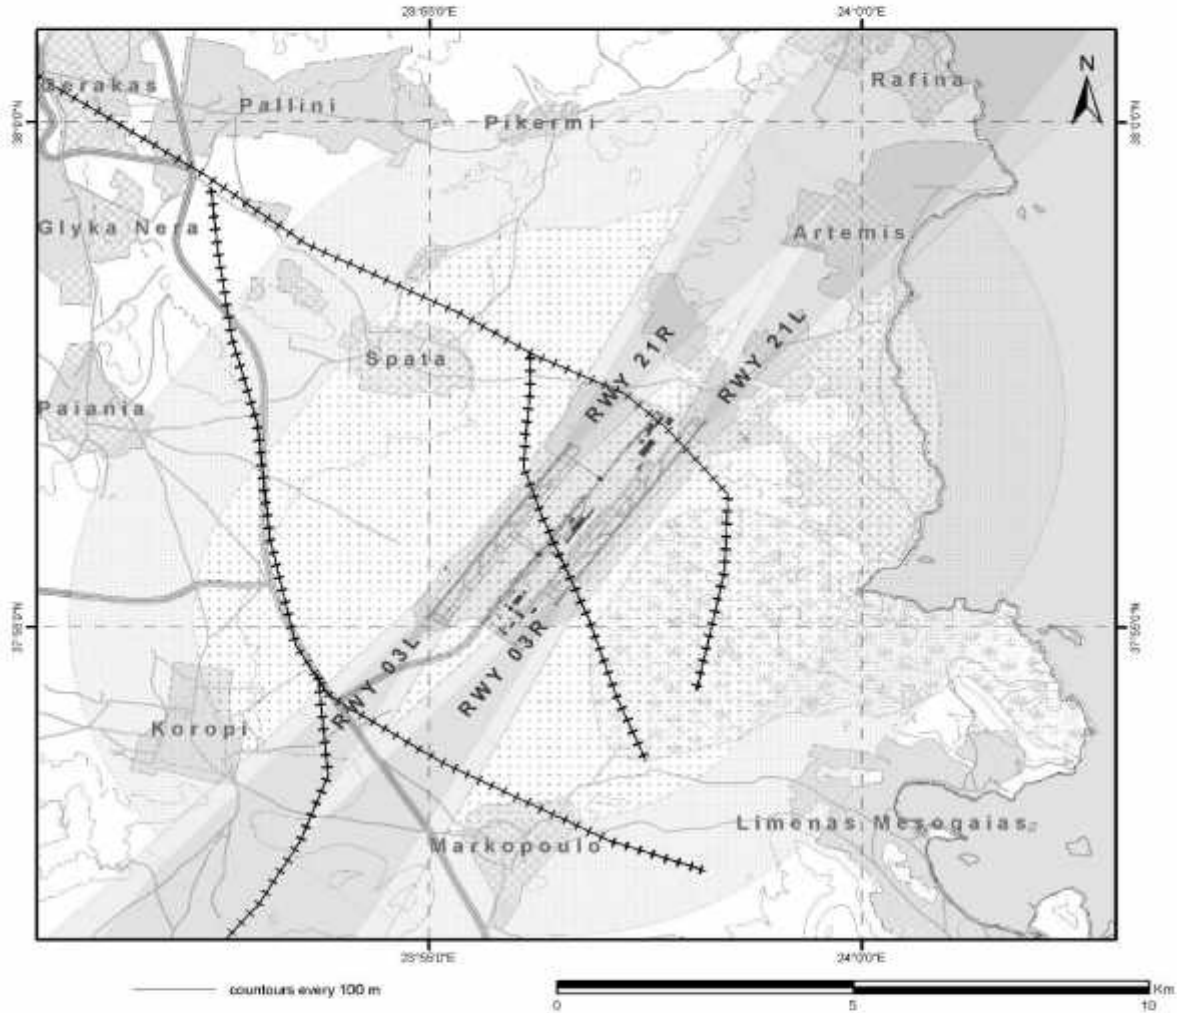 23°55'0"E 24°0'0"E
N
Gerakas
Rafina
Pallini
Pikermi
38°0'0"N 38°0'0"N
Glyka Nera
Artemis
RWY 21R
RWY 21L
Spata
Paiania
37°55'0"N 37°55'0"N
RWY 03L
RWY 03R
Koropi
Limenas Mesogaias
Markopoulo
23°55'0"E 24°0'0"E
countours every 100 m
Km
0 5 10